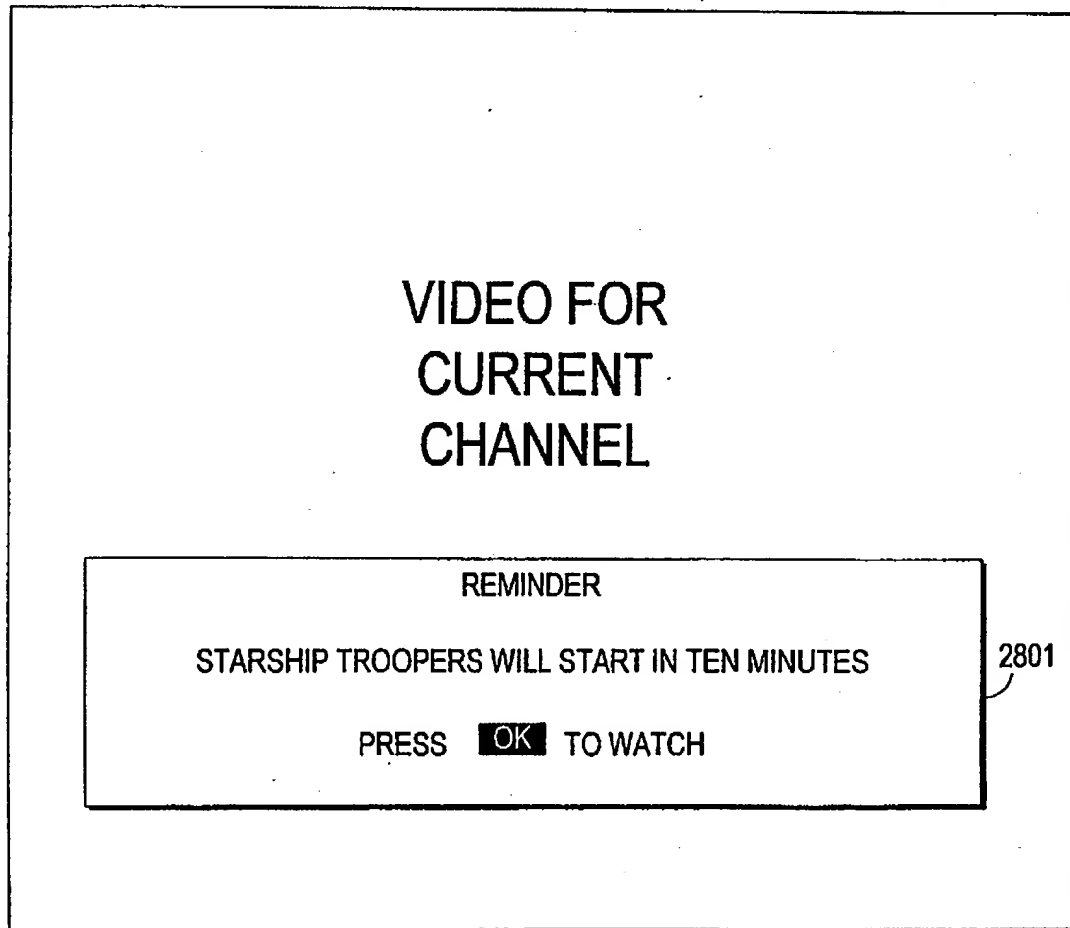 VIDEO FOR
CURRENT
CHANNEL
REMINDER
STARSHIP TROOPERS WILL START IN TEN MINUTES
2801
PRESS OK TO WATCH